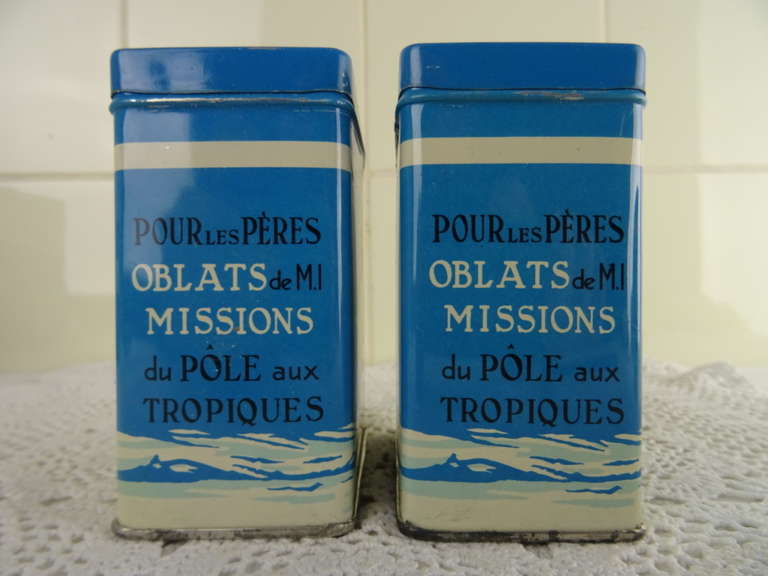 POUR LES PÈRES
OBLATS de M.I
MISSIONS
du PÔLE aux
TROPIQUES
POUR LES PÈRES
OBLATS de M.I
MISSIONS
du PÔLE aux
TROPIQUES